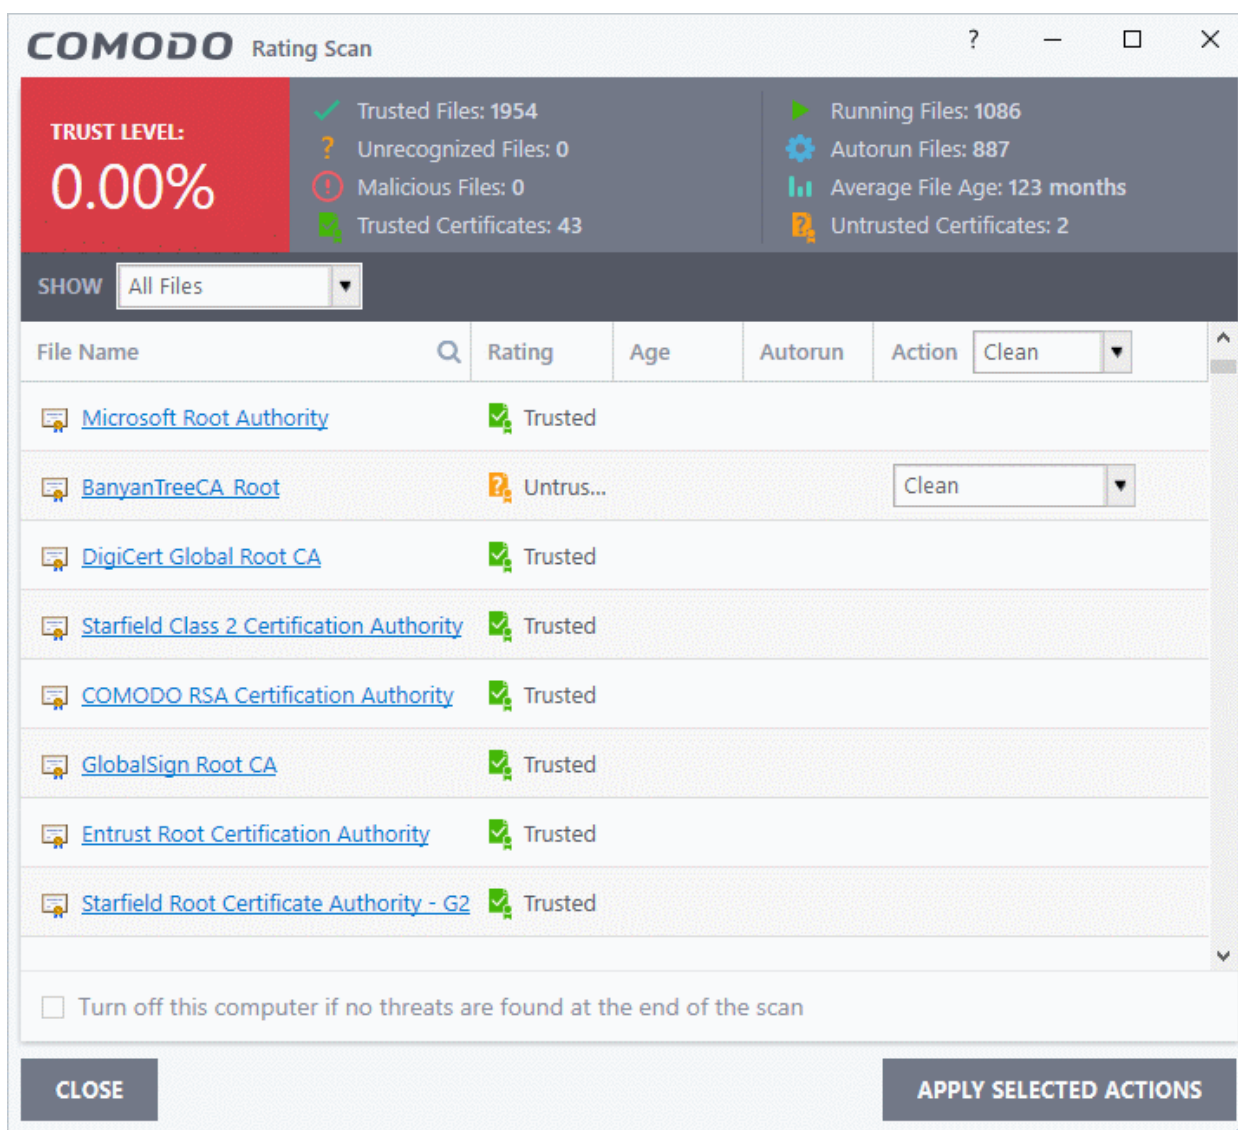 COMODO Rating Scan
TRUST LEVEL:
0.00%
Trusted Files: 1954
Unrecognized Files: 0
Malicious Files: 0
Trusted Certificates: 43
Running Files: 1086
Autorun Files: 887
Average File Age: 123 months
Untrusted Certificates: 2
SHOW All Files
File Name Rating Age Autorun Action Clean
Microsoft Root Authority Trusted
BanyanTreeCA Root Untrus... Clean
DigiCert Global Root CA Trusted
Starfield Class 2 Certification Authority Trusted
COMODO RSA Certification Authority Trusted
GlobalSign Root CA Trusted
Entrust Root Certification Authority Trusted
Starfield Root Certificate Authority - G2 Trusted
Turn off this computer if no threats are found at the end of the scan
CLOSE APPLY SELECTED ACTIONS